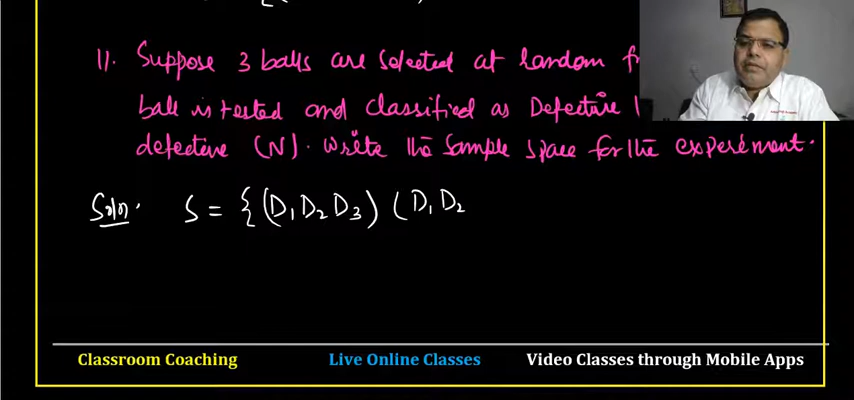 11. Suppose 3 balls are selected at random
ball is tested and classified as Defective
defective (N). Write the sample space for the experiment.
Soln. S = { (D₁ D₂ D₃) ( D₁ D₂
Classroom Coaching Live Online Classes Video Classes through Mobile Apps